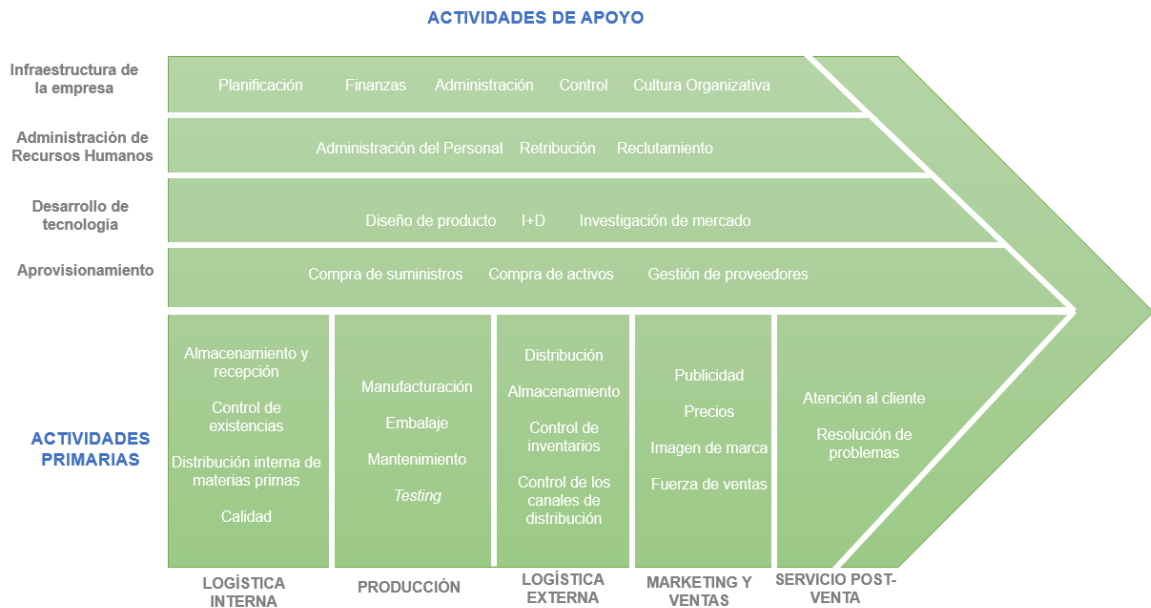 ACTIVIDADES DE APOYO
Infraestructura de
la empresa
Planificación Finanzas Administración Control Cultura Organizativa
Administración de
Recursos Humanos
Administración del Personal Retribución Reclutamiento
Desarrollo de
tecnología
Diseño de producto I+D Investigación de mercado
Aprovisionamiento
Compra de suministros Compra de activos Gestión de proveedores
ACTIVIDADES
PRIMARIAS
Almacenamiento y
recepción
Control de
existencias
Distribución interna de
materias primas
Calidad
LOGÍSTICA
INTERNA
Manufacturación
Embalaje
Mantenimiento
Testing
PRODUCCIÓN
Distribución
Almacenamiento
Control de
inventarios
Control de los
canales de
distribución
LOGÍSTICA
EXTERNA
Publicidad
Precios
Imagen de marca
Fuerza de ventas
MARKETING Y
VENTAS
Atención al cliente
Resolución de
problemas
SERVICIO POST-
VENTA